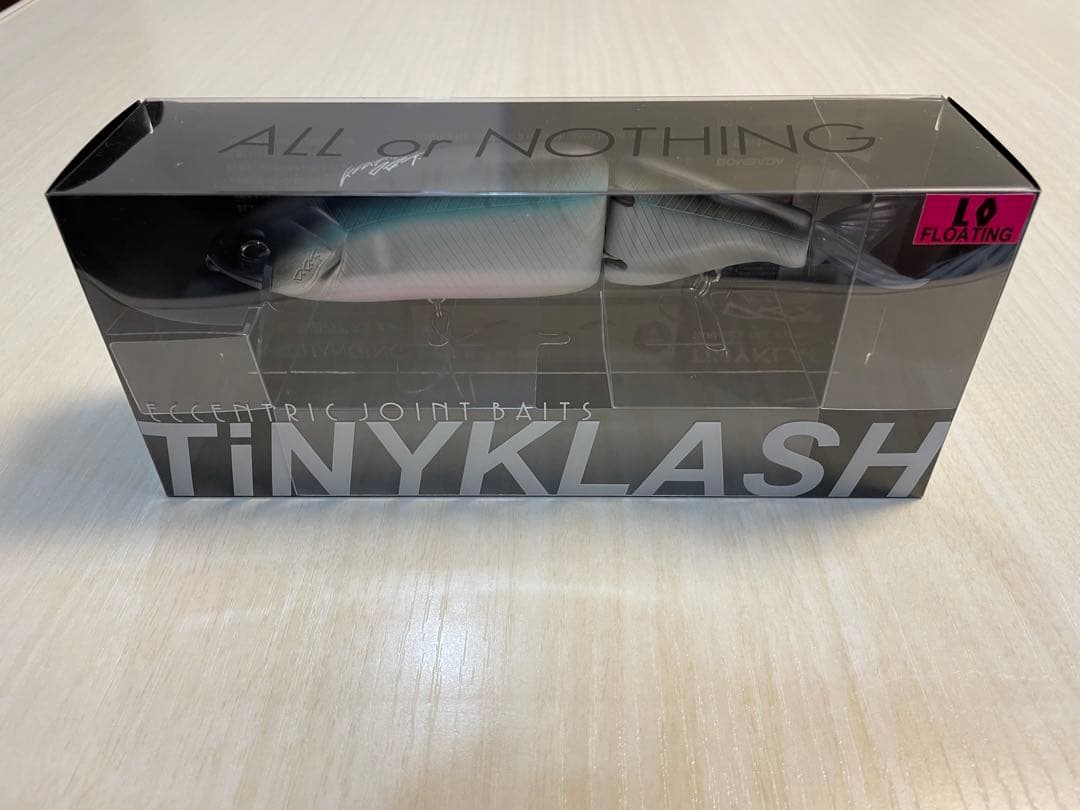 ALL or NOTHING
LO
FLOATING
ECCENTRIC JOINT BAITS
TiNYKLASH